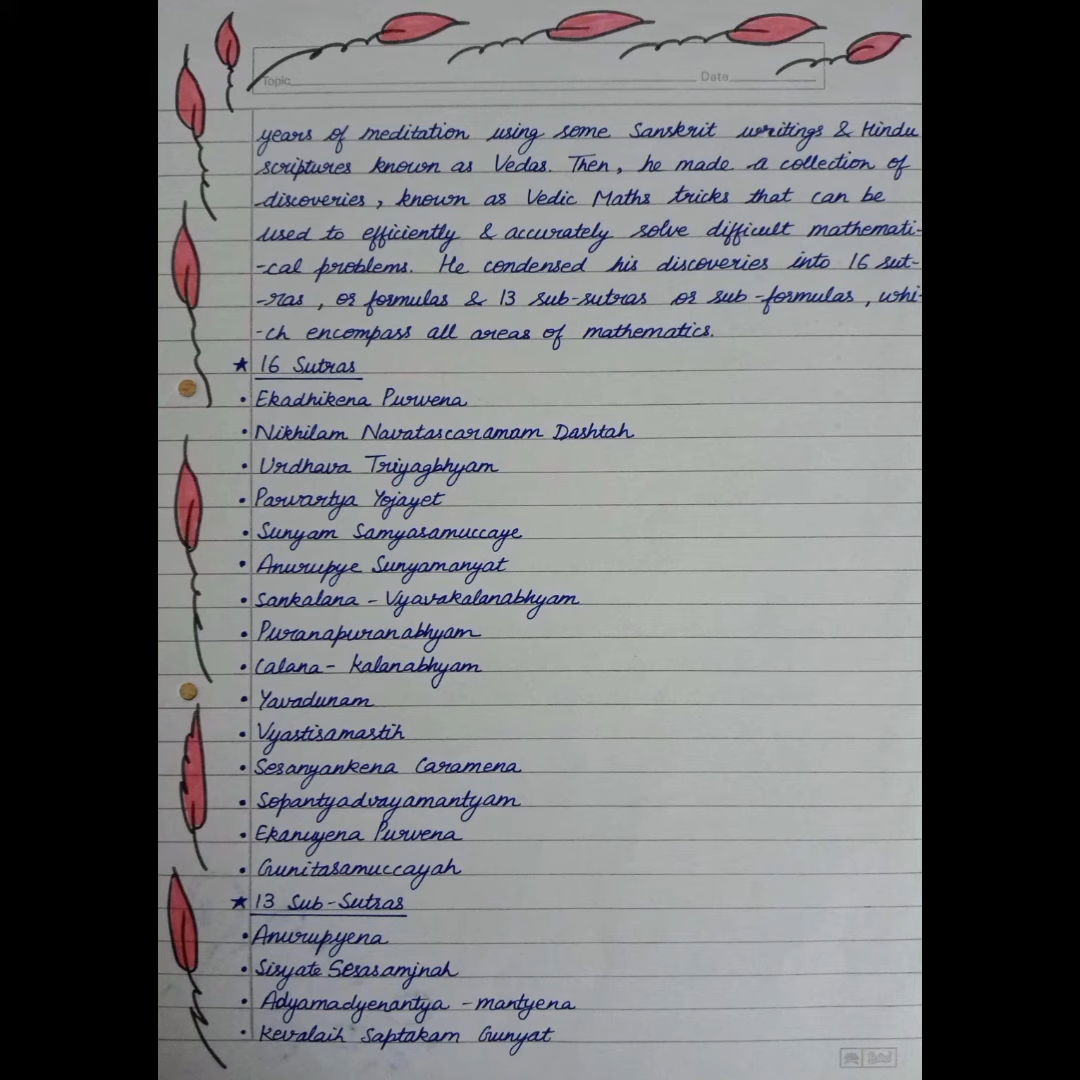 Topic
Date
years of meditation using some Sanskrit writings & Hindu
scriptures known as Vedas. Then, he made a collection of
discoveries, known as Vedic Maths tricks that can be
used to efficiently & accurately solve difficult mathemati-
-cal problems. He condensed his discoveries into 16 sut-
-ras, or formulas & 13 sub-sutras or sub-formulas, whi-
-ch encompass all areas of mathematics.
★ 16 Sutras
• Ekadhikena Purvena
• Nikhilam Navatascaramam Dashtah
• Urdhava Triyagbhyam
• Parvartya Yojayet
• Sunyam Samyasamuccaye
• Anurupye Sunyamanyat
• Sankalana - Vyavakalanabhyam
• Puranapuranabhyam
• Calana - Kalanabhyam
• Yavadunam
• Vyastisamastih
• Sesanyankena Caramena
• Sopantyadvayamantyam
• Ekanuyena Purvena
• Gunitasamuccayah
★ 13 Sub-Sutras
• Anurupyena
• Sisyate Sesasamjnah
• Adyamadyenantya - mantyena
• Kevalaih Saptakam Gunyat